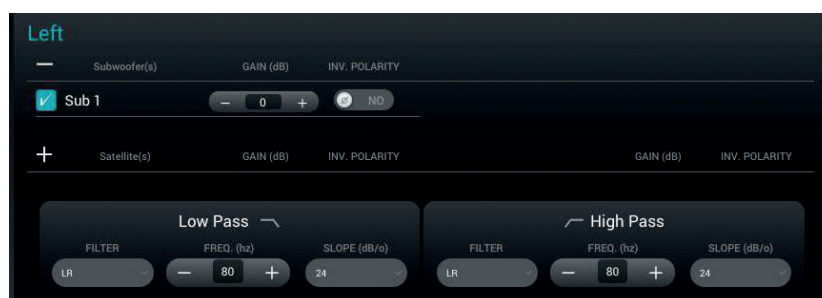 Left
Subwoofer(s) GAIN (dB) INV. POLARITY
Sub 1 − 0 + ø NO
+ Satellite(s) GAIN (dB) INV. POLARITY GAIN (dB) INV. POLARITY
Low Pass High Pass
FILTER FREQ. (hz) SLOPE (dB/o) FILTER FREQ. (hz) SLOPE (dB/o)
LR − 80 + 24 LR − 80 + 24